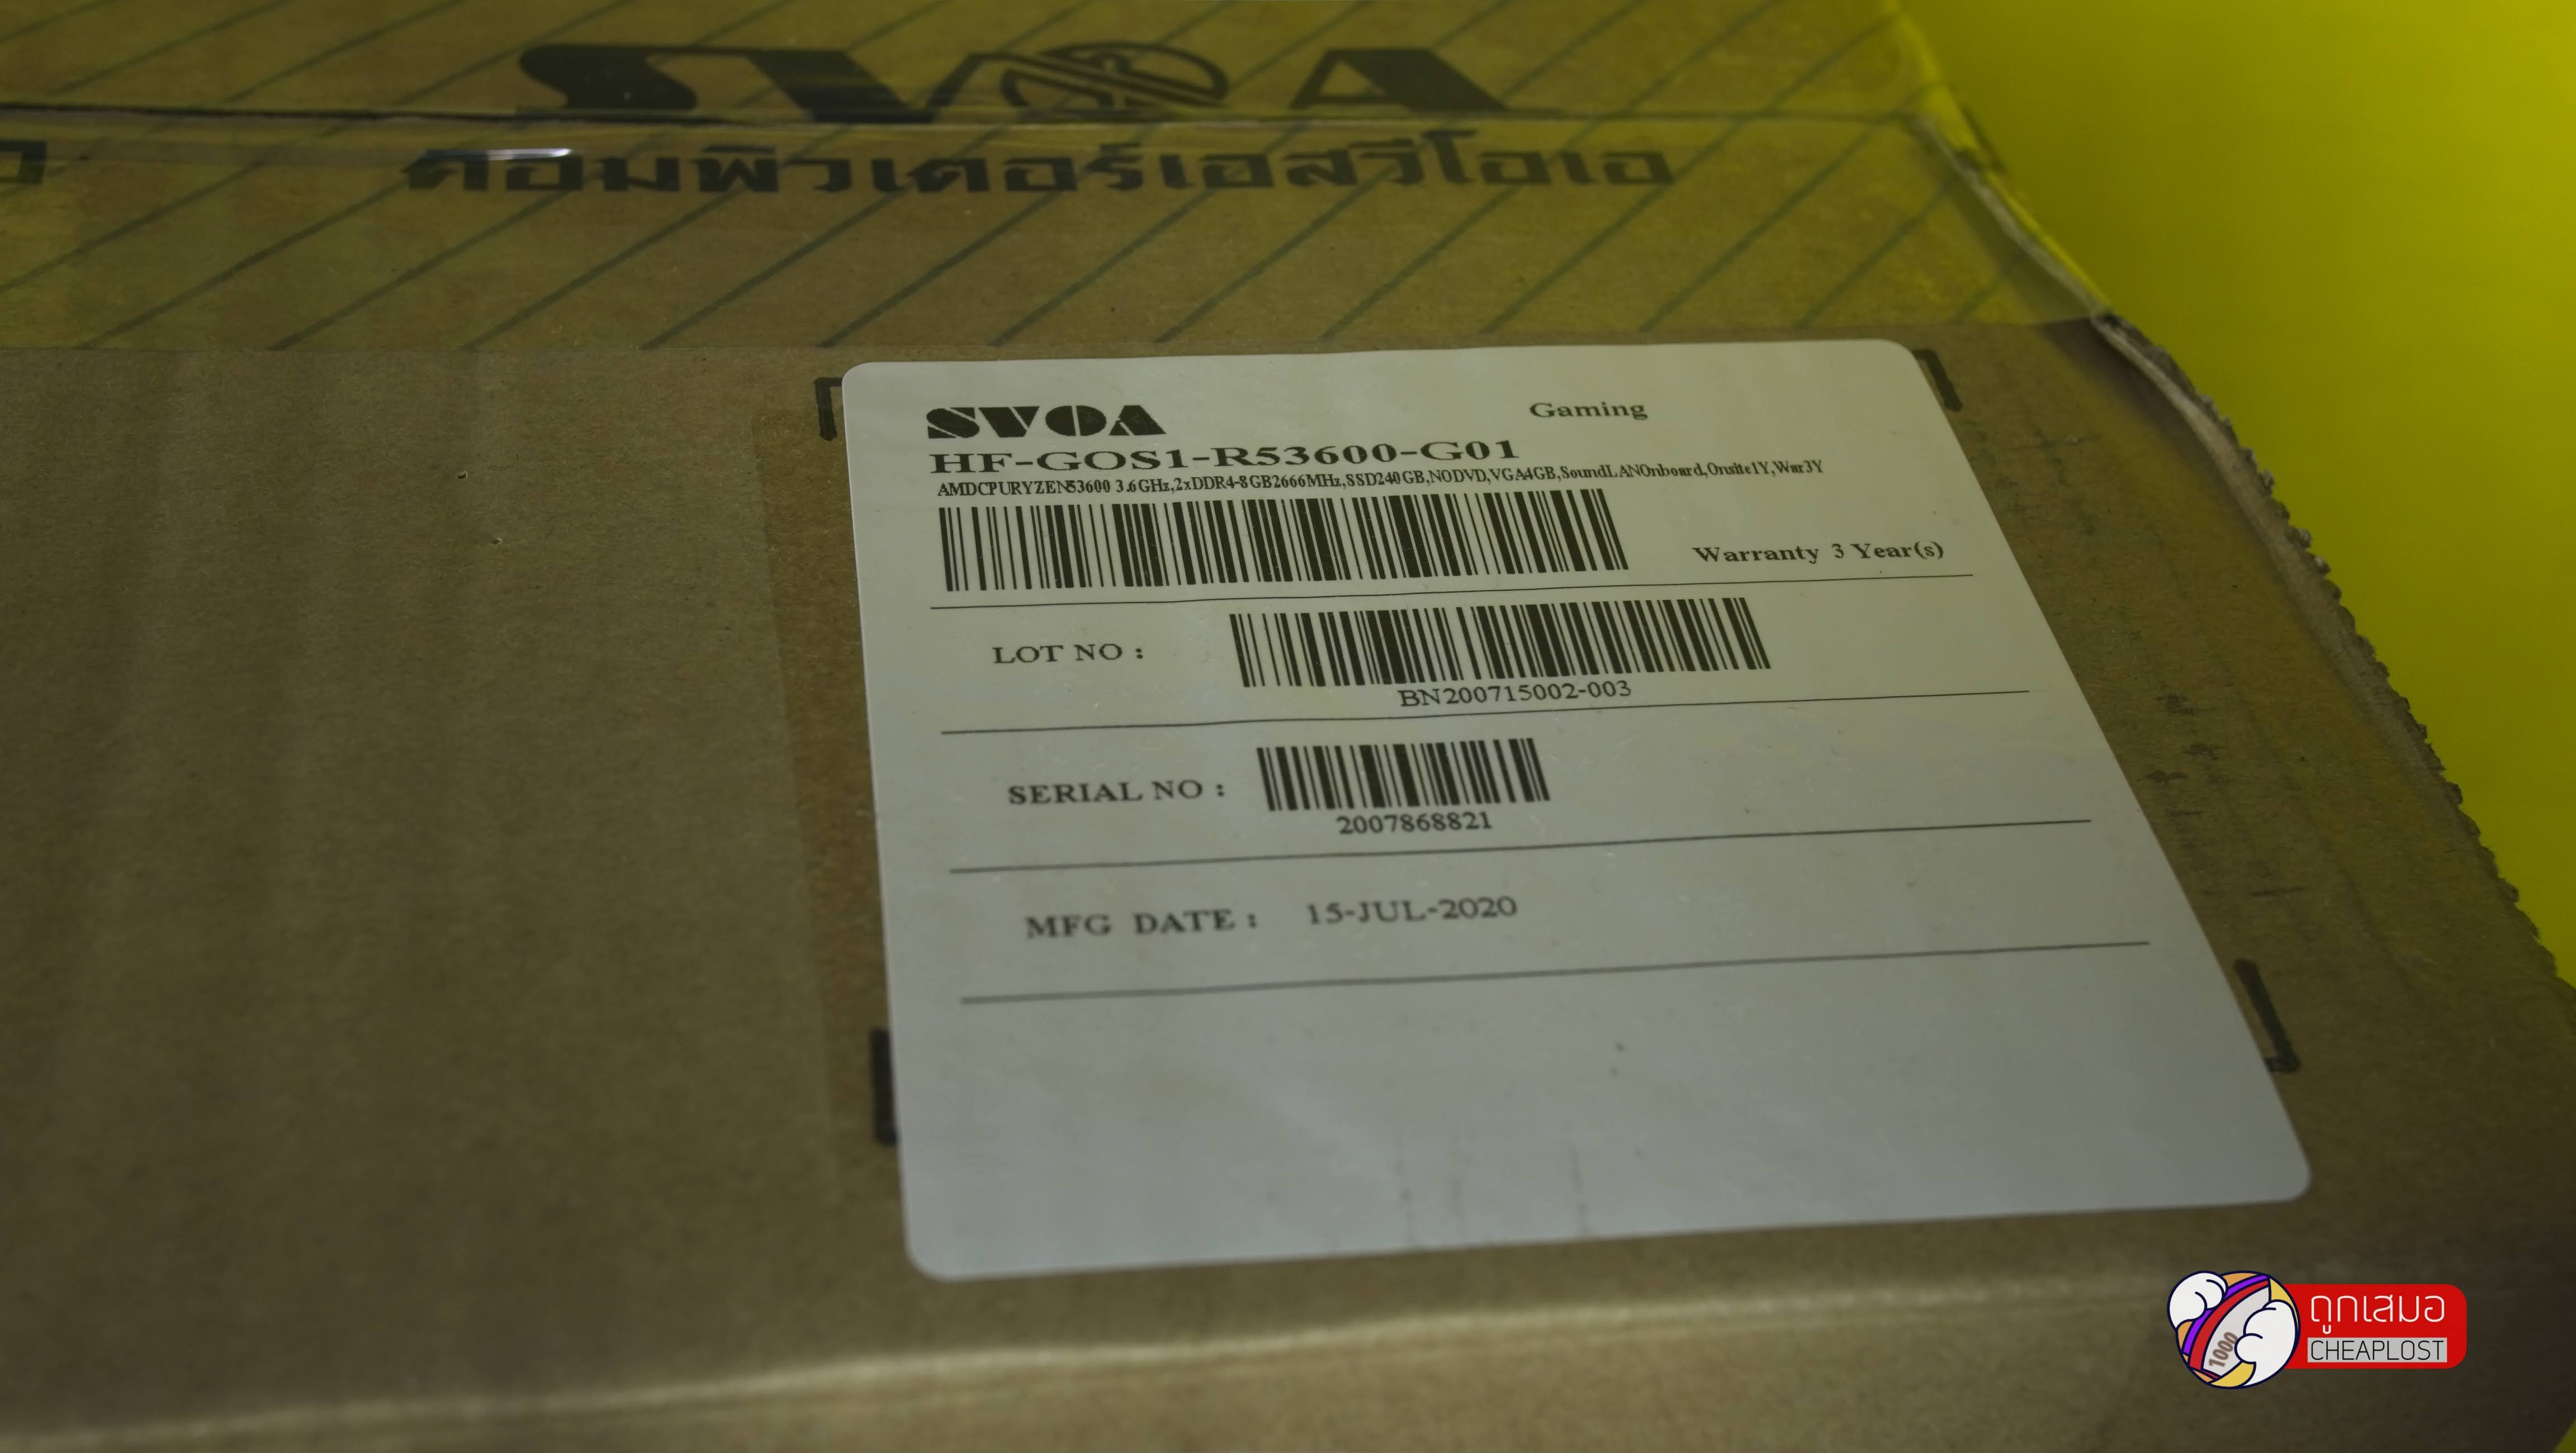 SVOA
คอมพิวเตอร์เอสวีโอเอ
SVOA Gaming
HF-GOS1-R53600-G01
AMDCPURYZEN53600 3.6GHz,2xDDR4-8GB2666MHz,SSD240GB,NODVD,VGA4GB,SoundLANOnboard,Onsite1Y,War3Y
Warranty 3 Year(s)
LOT NO :
BN200715002-003
SERIAL NO :
2007868821
MFG DATE : 15-JUL-2020
1000
ถูกเสมอ
CHEAPLOST